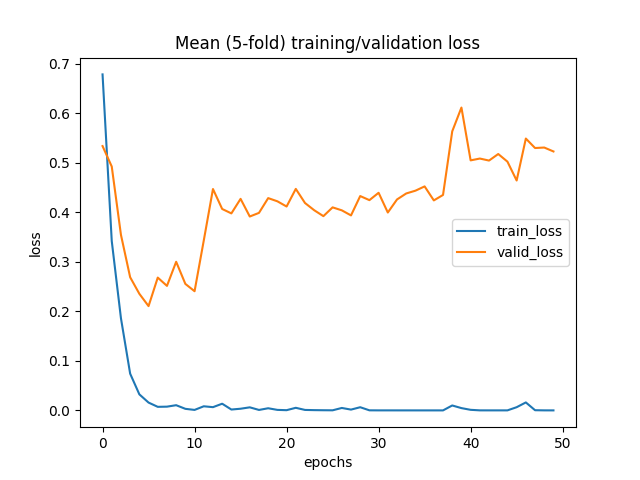 Mean (5-fold) training/validation loss
0.7
0.6
0.5
0.4
0.3
0.2
0.1
0.0
loss
train_loss
valid_loss
0 10 20 30 40 50
epochs